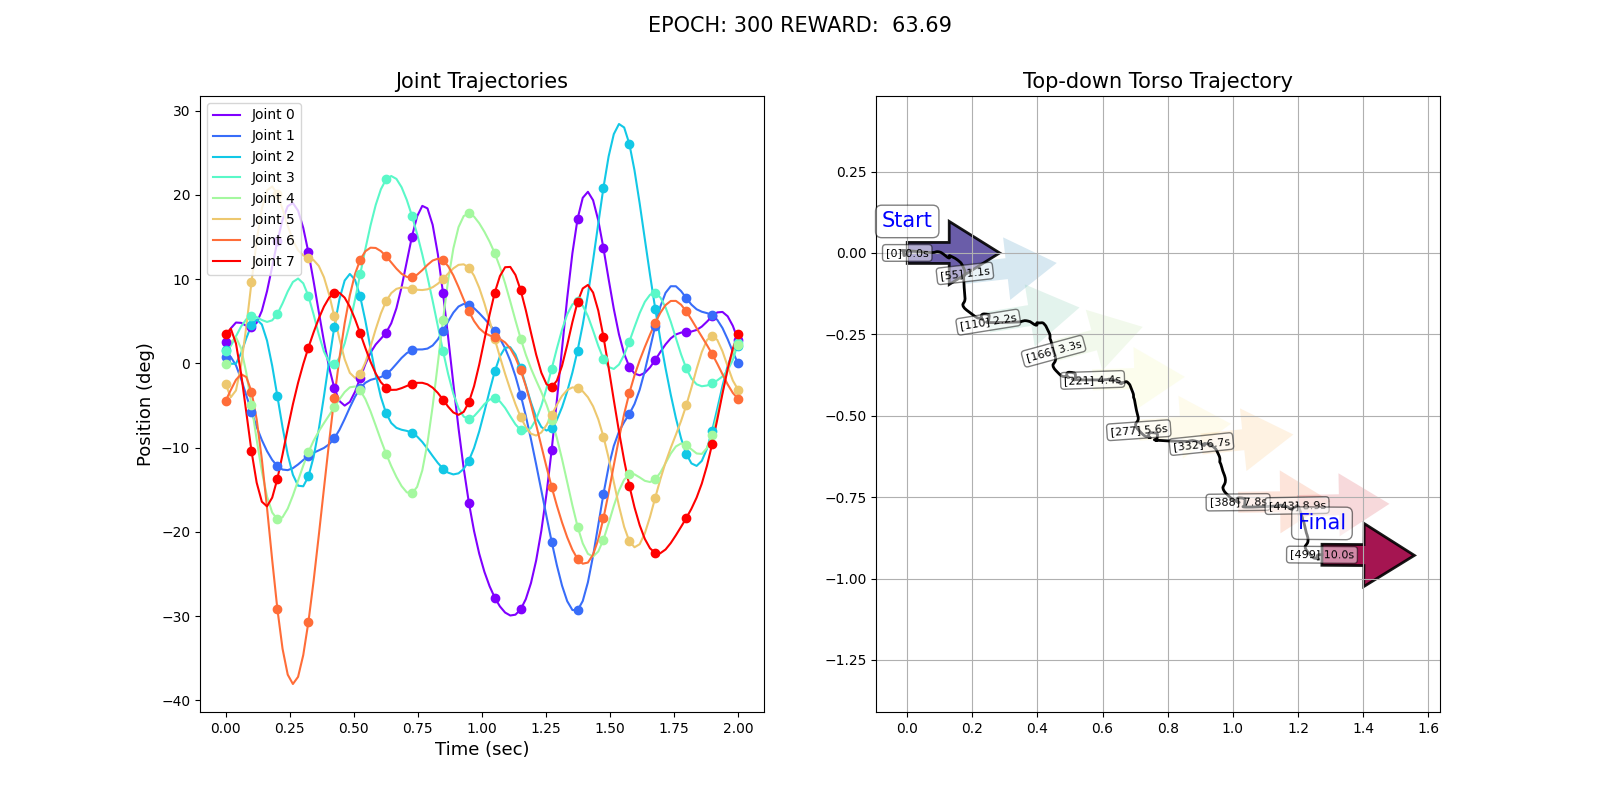 EPOCH: 300 REWARD:  63.69
Joint Trajectories
30
20
10
0
−10
−20
−30
−40
Position (deg)
Joint 0
Joint 1
Joint 2
Joint 3
Joint 4
Joint 5
Joint 6
Joint 7
0.00 0.25 0.50 0.75 1.00 1.25 1.50 1.75 2.00
Time (sec)
Top-down Torso Trajectory
0.25
0.00
−0.25
−0.50
−0.75
−1.00
−1.25
Start
[0] 0.0s
[55] 1.1s
[110] 2.2s
[166] 3.3s
[221] 4.4s
[277] 5.6s
[332] 6.7s
[388] 7.8s
[443] 8.9s
Final
[499] 10.0s
0.0 0.2 0.4 0.6 0.8 1.0 1.2 1.4 1.6